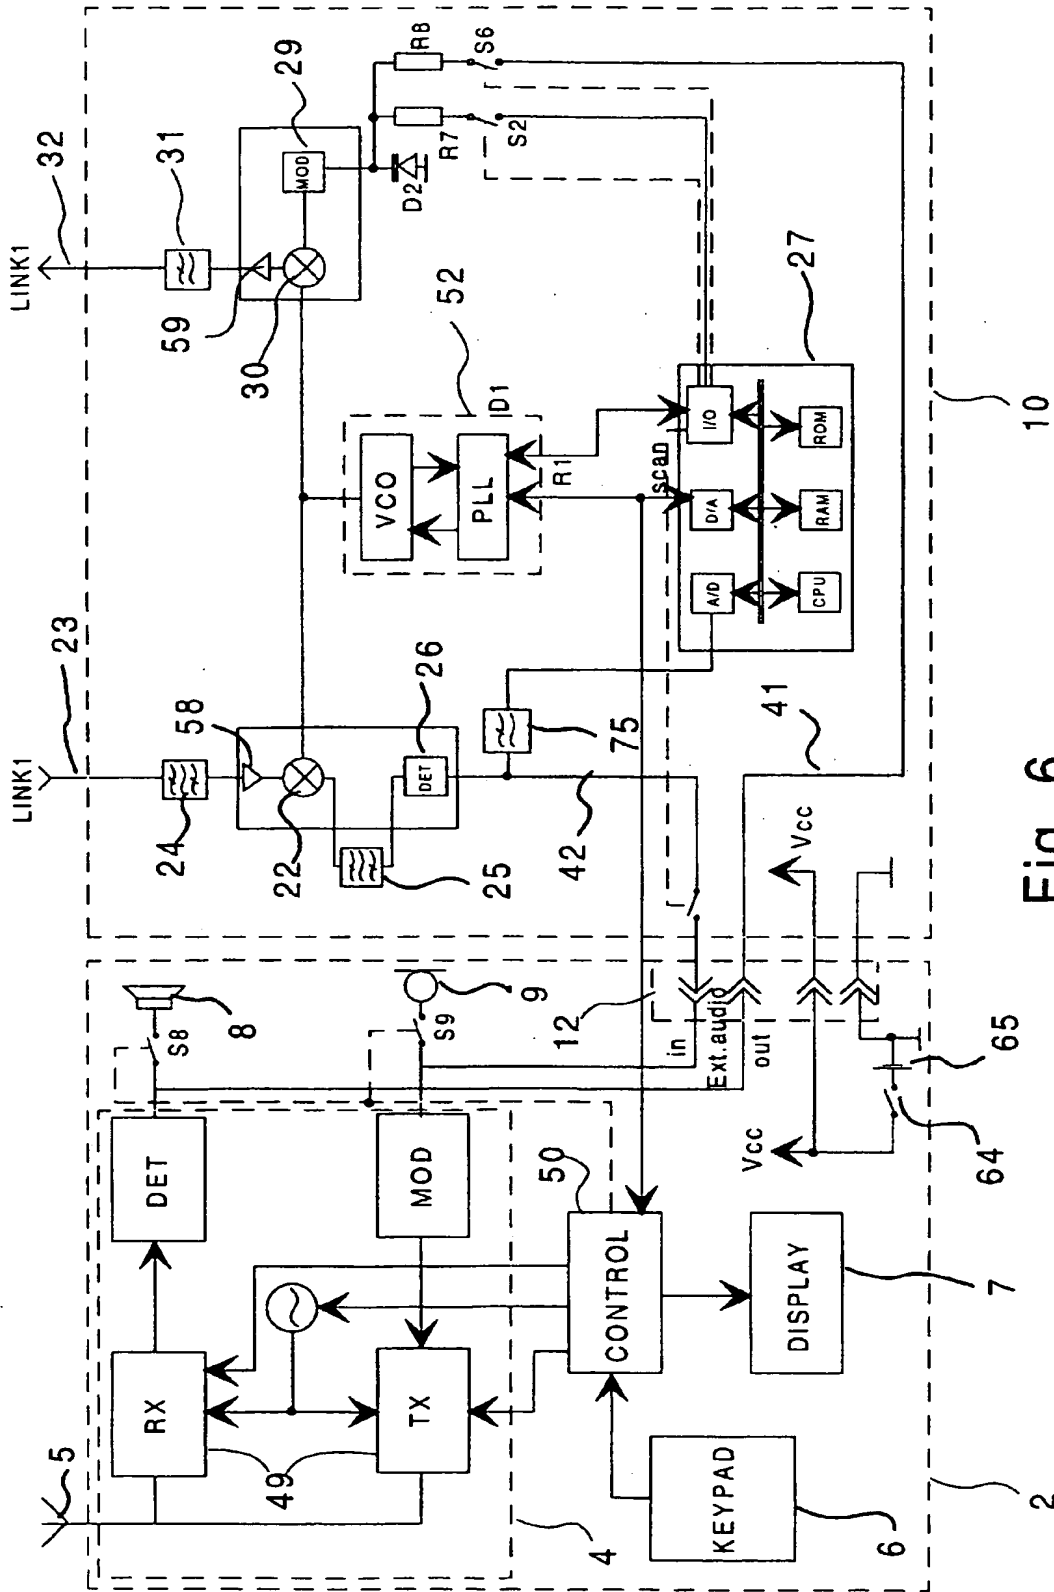 LINK1
23
24
58
22
25
26
DET
42
75
LINK1
32
31
59
30
29
MOD
D2
R7
R8
S2
S6
52
VCO
PLL
D1
R1
scan
27
A/D
D/A
I/O
CPU
RAM
ROM
41
Vcc
10
5
RX
DET
S8
8
49
TX
MOD
S9
9
4
50
CONTROL
KEYPAD
6
DISPLAY
7
12
in
Ext.audio
out
Vcc
64
65
2
Fig. 6